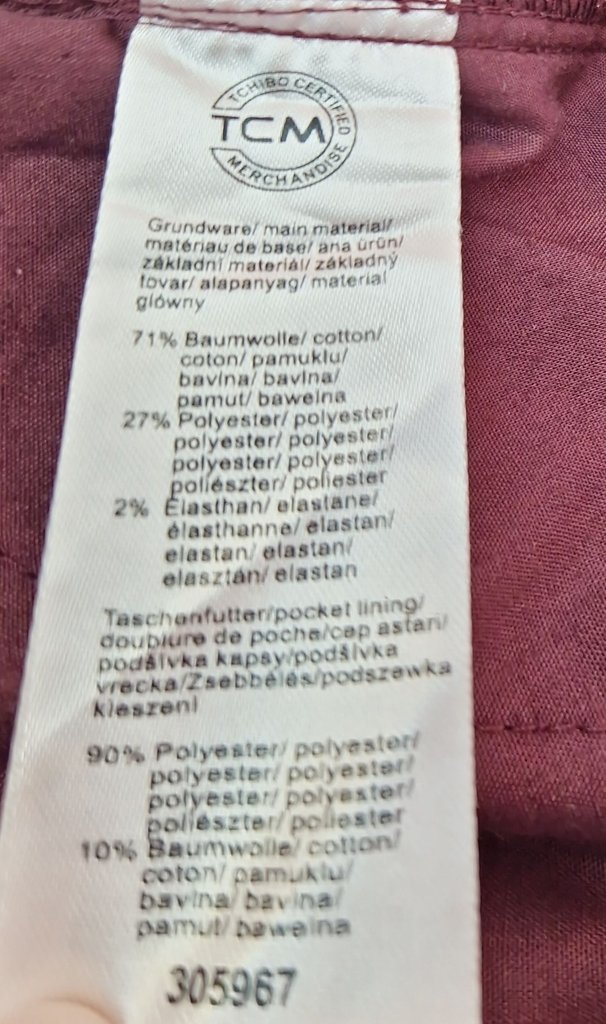 TCHIBO CERTIFIED
TCM
MERCHANDISE
Grundware/ main material/
matériau de base/ ana ürün/
základní materiál/ základný
tovar/ alapanyag/ materiał
główny
71% Baumwolle/ cotton/
coton/ pamuklu/
bavlna/ bavlna/
pamut/ bawełna
27% Polyester/ polyester/
polyester/ polyester/
polyester/ polyester/
poliészter/ poliester
2% Elasthan/ elastane/
élasthanne/ elastan/
elastan/ elastan/
elasztán/ elastan
Taschenfutter/pocket lining/
doublure de poche/cep astarı/
podšívka kapsy/podšívka
vrecka/Zsebbélés/podszewka
kieszeni
90% Polyester/ polyester/
polyester/ polyester/
polyester/ polyester/
poliészter/ poliester
10% Baumwolle/ cotton/
coton/ pamuklu/
bavlna/ bavlna/
pamut/ bawełna
305967